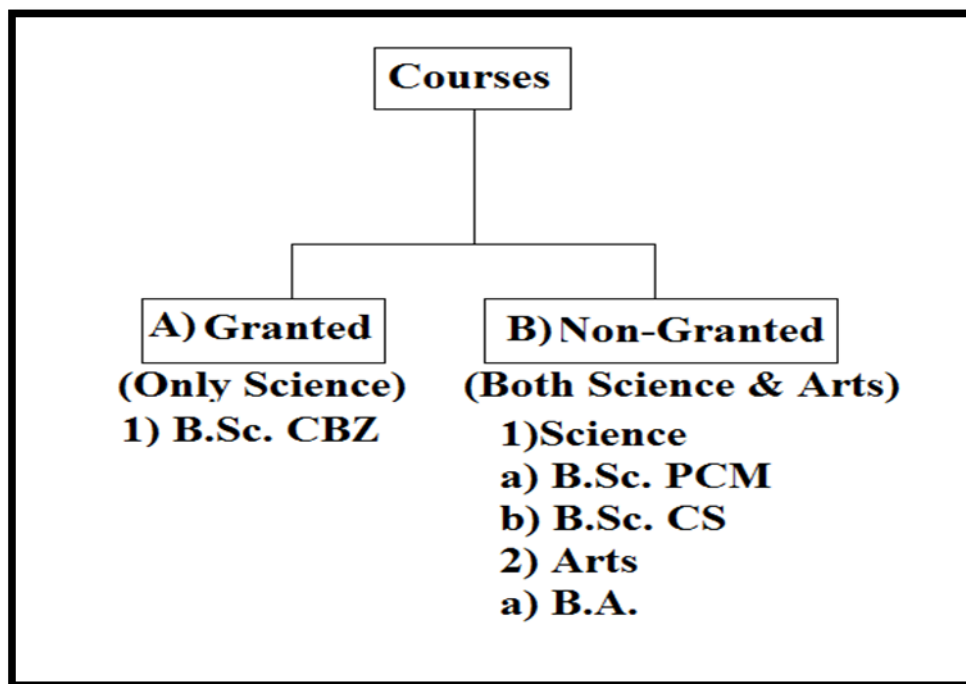 Courses
A) Granted
(Only Science)
1) B.Sc. CBZ
B) Non-Granted
(Both Science & Arts)
1)Science
a) B.Sc. PCM
b) B.Sc. CS
2) Arts
a) B.A.